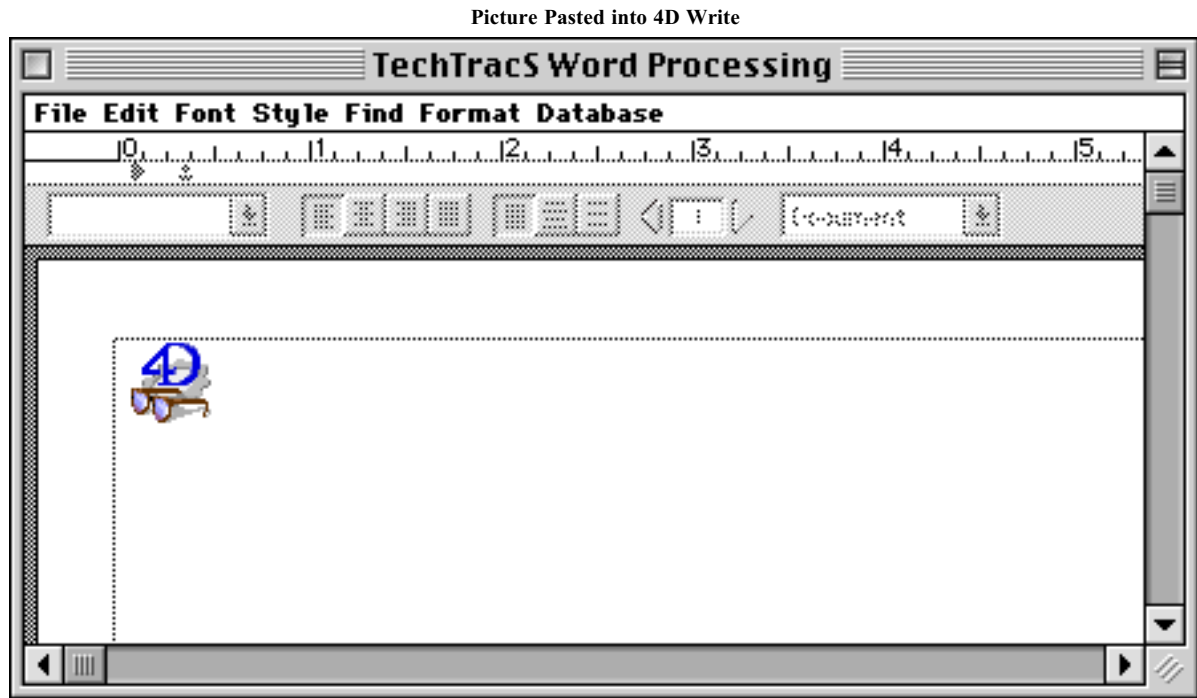 Picture Pasted into 4D Write
TechTracS Word Processing
File Edit Font Style Find Format Database
0 1 2 3 4 5
4D